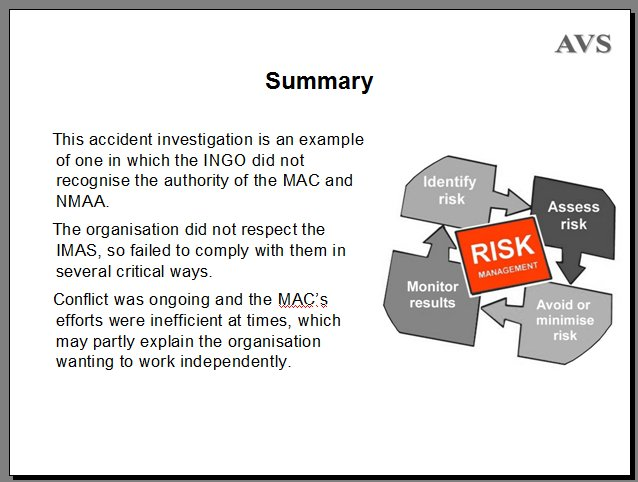 AVS
Summary
This accident investigation is an example
of one in which the INGO did not
recognise the authority of the MAC and
NMAA.
The organisation did not respect the
IMAS, so failed to comply with them in
several critical ways.
Conflict was ongoing and the MAC's
efforts were inefficient at times, which
may partly explain the organisation
wanting to work independently.
Identify
risk
Assess
risk
RISK
MANAGEMENT
Monitor
results
Avoid or
minimise
risk